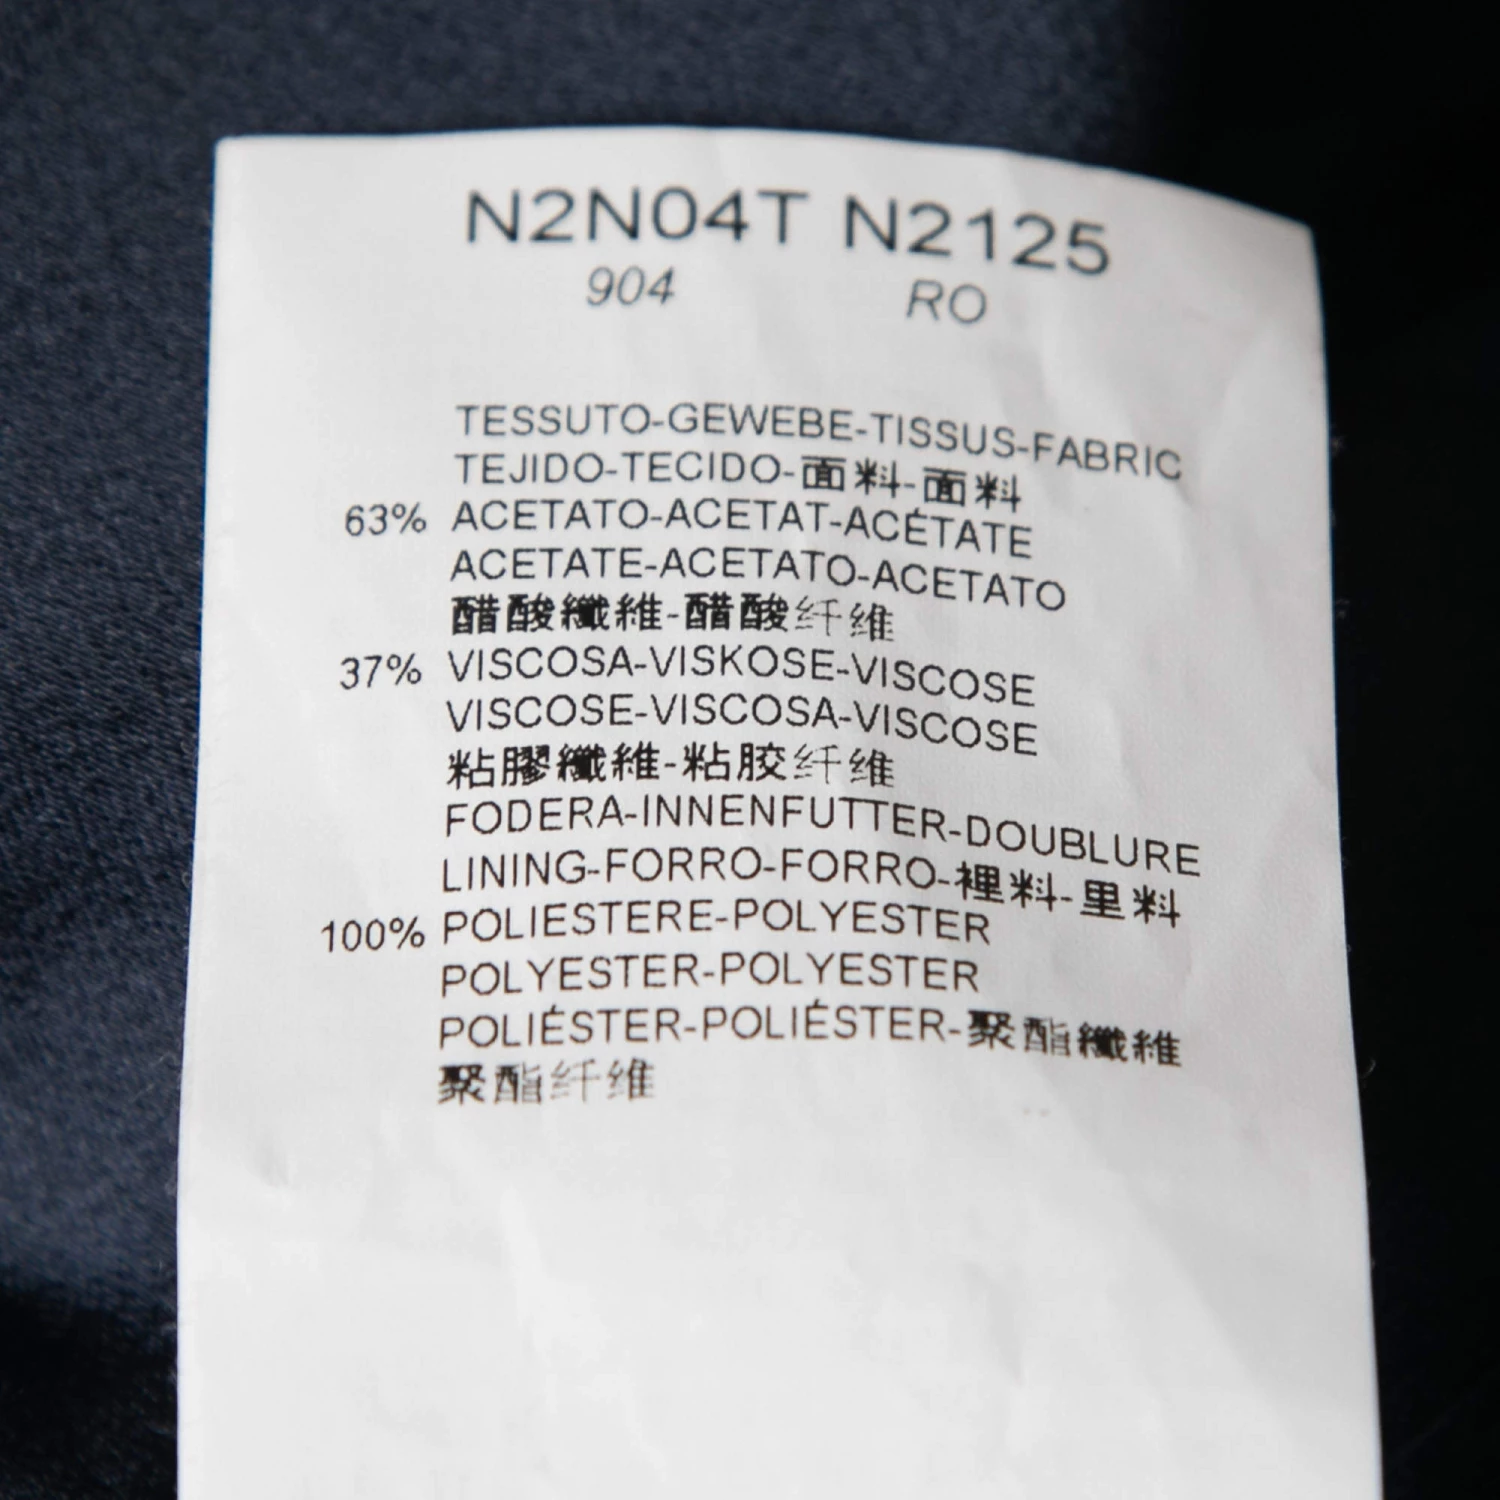 N2N04T N2125
904 RO
TESSUTO-GEWEBE-TISSUS-FABRIC
TEJIDO-TECIDO-面料-面料
63% ACETATO-ACETAT-ACÉTATE
ACETATE-ACETATO-ACETATO
醋酸纖維-醋酸纤维
37% VISCOSA-VISKOSE-VISCOSE
VISCOSE-VISCOSA-VISCOSE
粘膠纖維-粘胶纤维
FODERA-INNENFUTTER-DOUBLURE
LINING-FORRO-FORRO-裡料-里料
100% POLIESTERE-POLYESTER
POLYESTER-POLYESTER
POLIÉSTER-POLIÉSTER-聚酯纖維
聚酯纤维